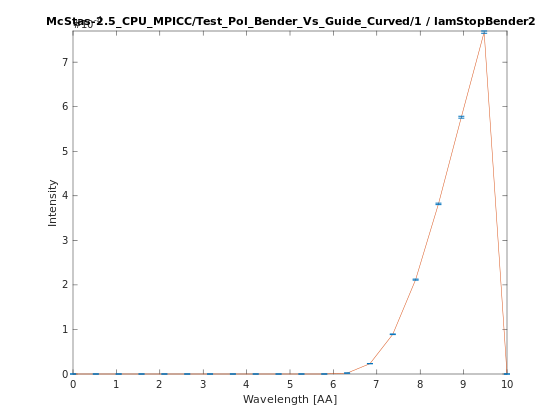 McStas-2.5_CPU_MPICC/Test_Pol_Bender_Vs_Guide_Curved/1 / lamStopBender2
7
6
5
4
3
2
1
0
Intensity
0 1 2 3 4 5 6 7 8 9 10
Wavelength [AA]